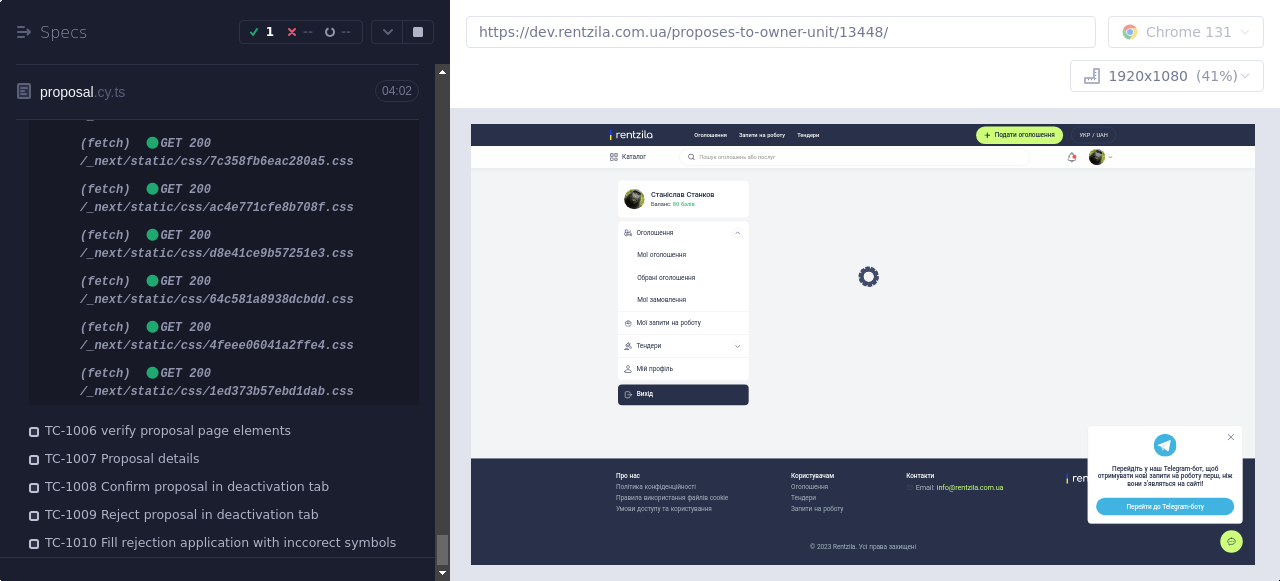 Specs
1
--
--
https://dev.rentzila.com.ua/proposes-to-owner-unit/13448/
Chrome 131
1920x1080 (41%)
proposal.cy.ts
04:02
(fetch) GET 200
/_next/static/css/7c358fb6eac280a5.css
(fetch) GET 200
/_next/static/css/ac4e771cfe8b708f.css
(fetch) GET 200
/_next/static/css/d8e41ce9b57251e3.css
(fetch) GET 200
/_next/static/css/64c581a8938dcbdd.css
(fetch) GET 200
/_next/static/css/4feee06041a2ffe4.css
(fetch) GET 200
/_next/static/css/1ed373b57ebd1dab.css
TC-1006 verify proposal page elements
TC-1007 Proposal details
TC-1008 Confirm proposal in deactivation tab
TC-1009 Reject proposal in deactivation tab
TC-1010 Fill rejection application with inccorect symbols
rentzila
Оголошення
Запити на роботу
Тендери
+ Подати оголошення
УКР / UAH
Каталог
Пошук оголошень або послуг
Станіслав Станков
Баланс: 80 балів
Оголошення
Мої оголошення
Обрані оголошення
Мої замовлення
Мої запити на роботу
Тендери
Мій профіль
Вихід
Перейдіть у наш Telegram-бот, щоб
отримувати нові запити на роботу перш, ніж
вони з'являться на сайті!
Перейти до Telegram-боту
Про нас
Політика конфіденційності
Правила використання файлів cookie
Умови доступу та користування
Користувачам
Оголошення
Тендери
Запити на роботу
Контакти
Email: info@rentzila.com.ua
ren
© 2023 Rentzila. Усі права захищені